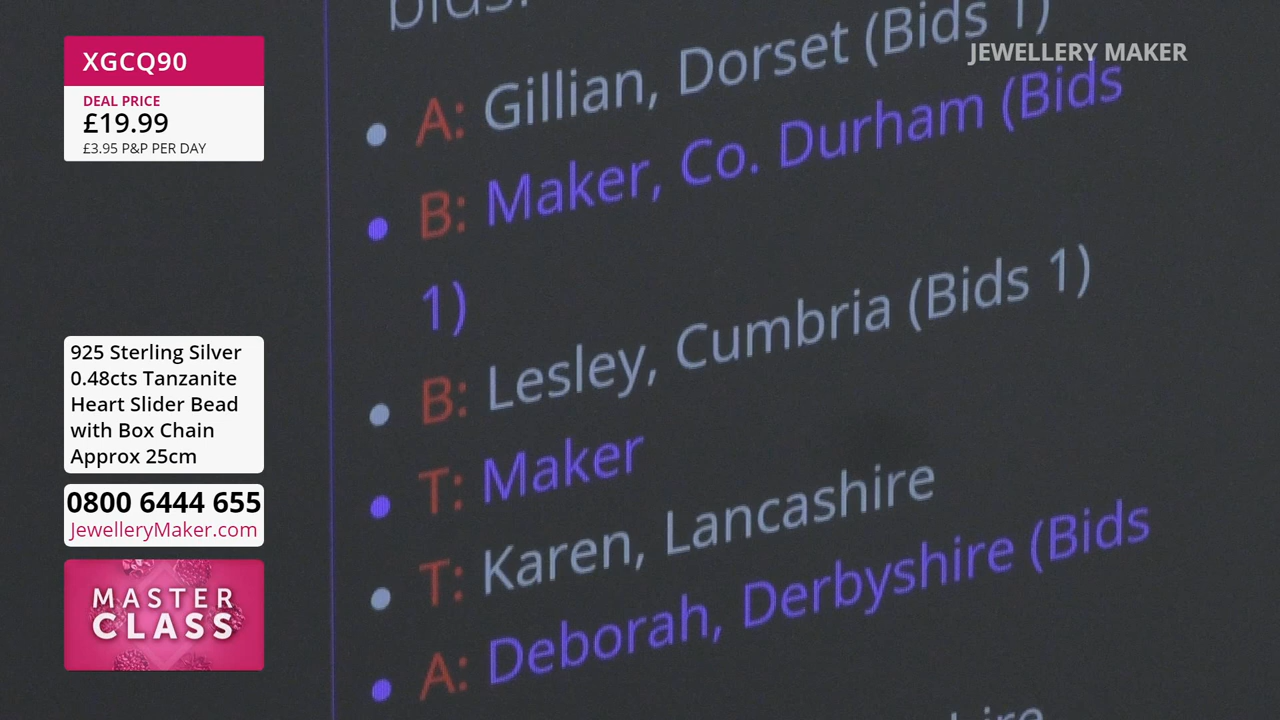 XGCQ90
DEAL PRICE
£19.99
£3.95 P&P PER DAY
925 Sterling Silver
0.48cts Tanzanite
Heart Slider Bead
with Box Chain
Approx 25cm
0800 6444 655
JewelleryMaker.com
MASTER
CLASS
JEWELLERY MAKER
bids.
• A: Gillian, Dorset (Bids 1)
• B: Maker, Co. Durham (Bids
1)
• B: Lesley, Cumbria (Bids 1)
• T: Maker
• T: Karen, Lancashire
• A: Deborah, Derbyshire (Bids